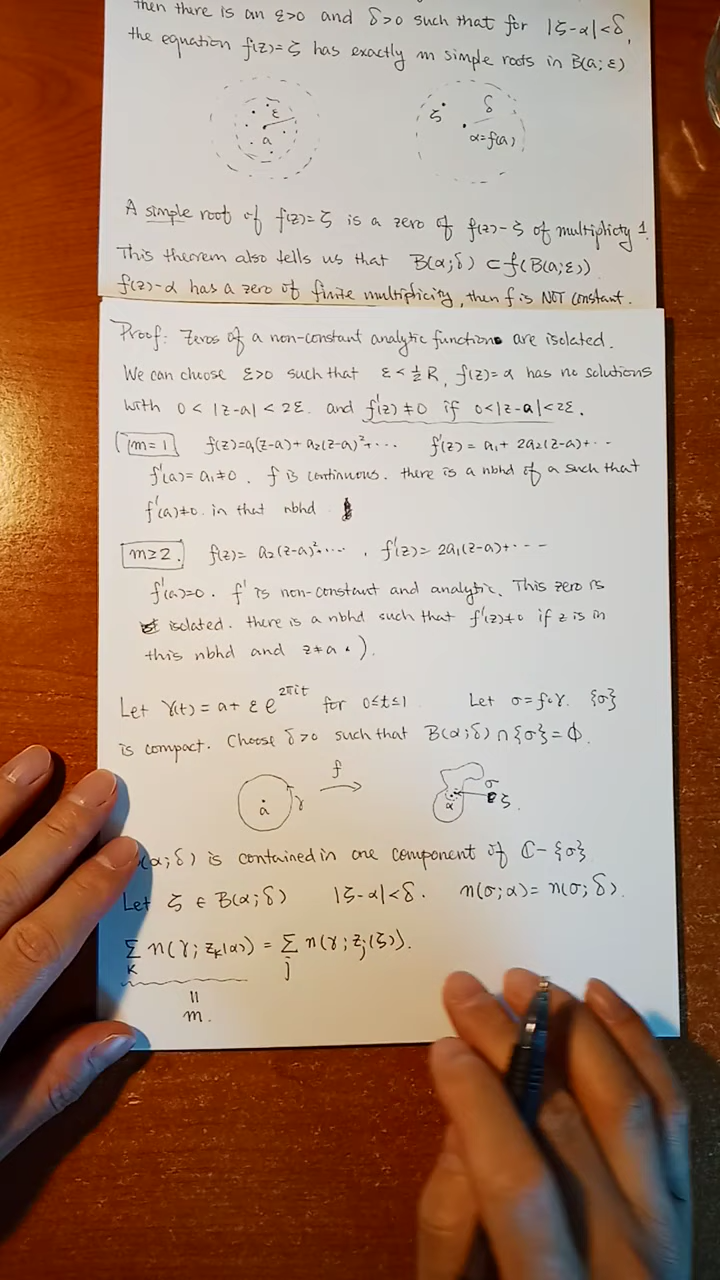 then there is an ε>0 and δ>0 such that for |ζ-α|<δ,
the equation f(z)=ζ has exactly m simple roots in B(a;ε)
ε
a
ζ
δ
α=f(a)
A simple root of f(z)=ζ is a zero of f(z)-ζ of multiplicty 1.
This theorem also tells us that B(α;δ) ⊂ f(B(a;ε))
f(z)-α has a zero of finite multiplicity, then f is NOT constant.
Proof: Zeros of a non-constant analytic function are isolated.
We can choose ε>0 such that ε < ½R, f(z)=α has no solutions
with 0 < |z-a| < 2ε. and f'(z) ≠ 0 if 0<|z-a|<2ε.
(m=1 f(z)=a₁(z-a)+a₂(z-a)²+··· f'(z) = a₁+ 2a₂(z-a)+···
f'(a)=a₁≠0. f is continuous. there is a nbhd of a such that
f'(a)≠0. in that nbhd
m≥2. f(z)= a₂(z-a)²+···· , f'(z)= 2a₁(z-a)+····
f'(a)=0. f' is non-constant and analytic. This zero is
isolated. there is a nbhd such that f'(z)≠0 if z is in
this nbhd and z≠a.)
Let γ(t) = a+ εe^{2πit} for 0≤t≤1 Let σ=f∘γ. {σ}
is compact. Choose δ>0 such that B(α;δ)∩{σ}=Φ.
f
a
γ
σ
α
ζ.
(α;δ) is contained in one component of ℂ-{σ}
Let ζ ∈ B(α;δ) |ζ-α|<δ. n(σ;α)= n(σ;δ).
∑_k n(γ; z_k(α)) = ∑_j n(γ; z_j(ζ)).
||
m.